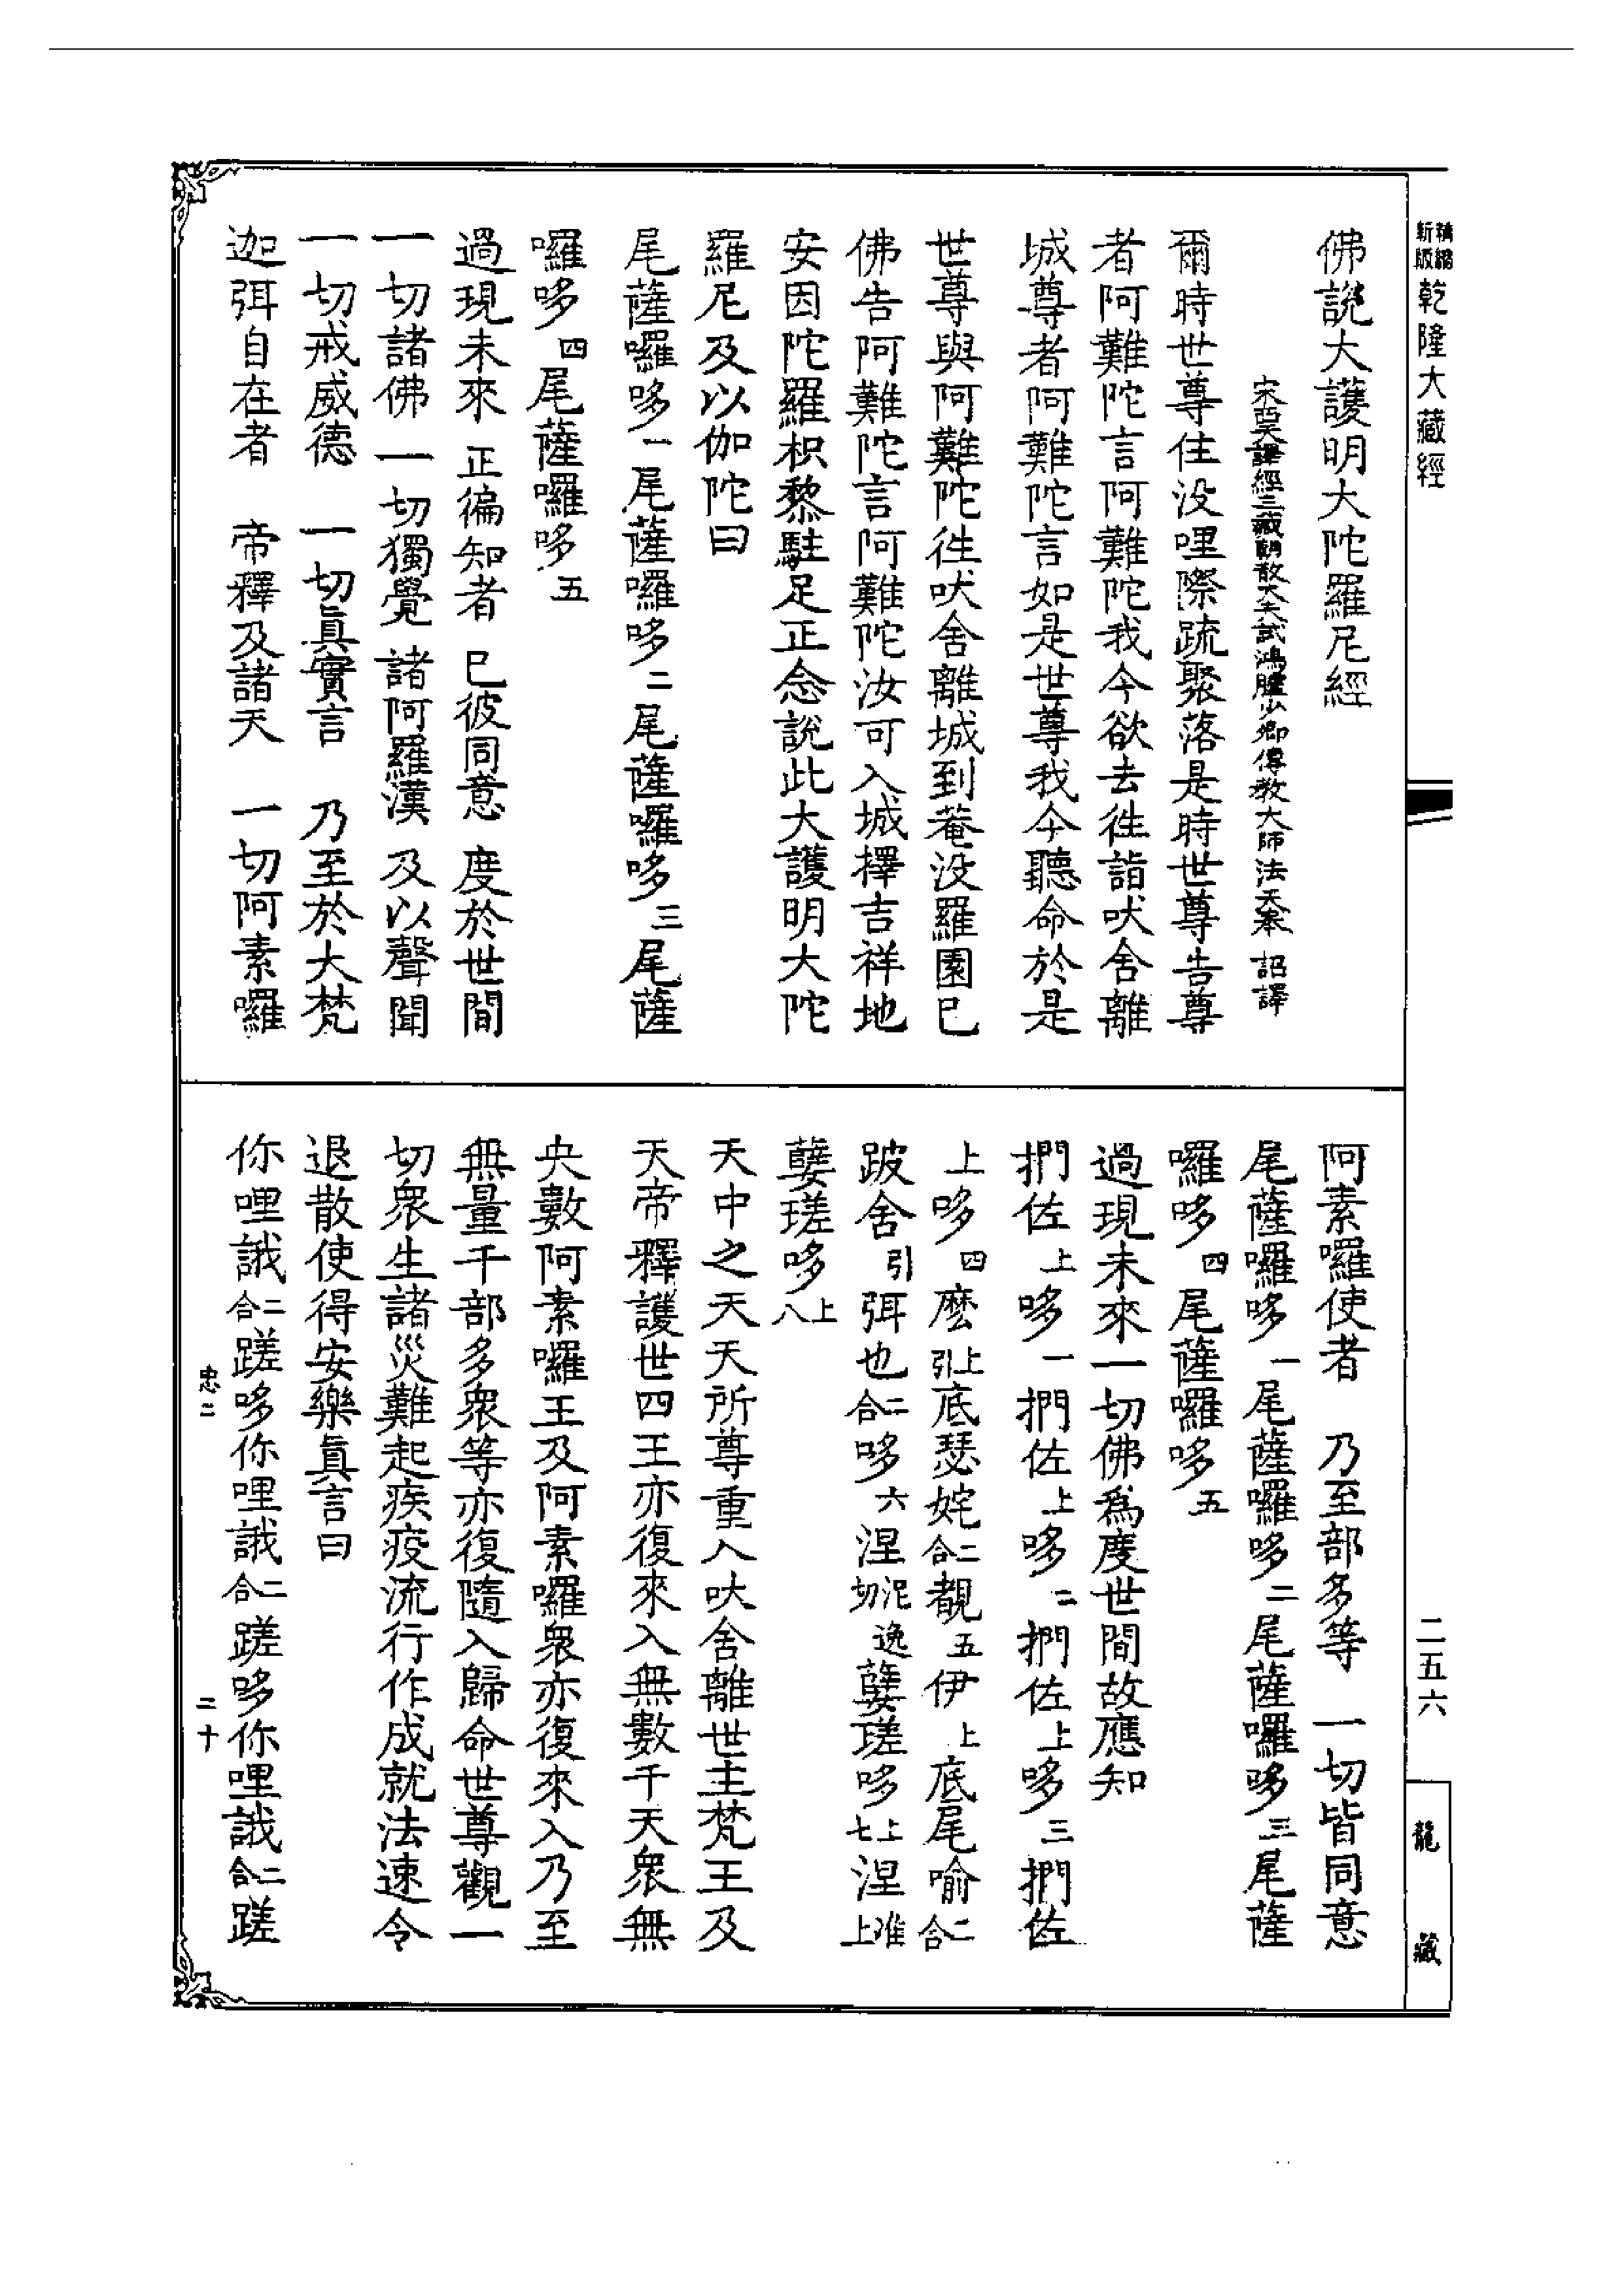 新版精縮乾隆大藏經
佛說大護明大陀羅尼經
宋西天譯經三藏朝散大夫試鴻臚少卿傳教大師法天奉　詔譯
爾時世尊住没哩際疏聚落是時世尊告尊
者阿難陀言阿難陀我今欲去徃詣吠舍離
城尊者阿難陀言如是世尊我今聽命於是
世尊與阿難陀徃吠舍離城到菴没羅園巳
佛告阿難陀言阿難陀汝可入城擇吉祥地
安因陀羅枳黎駐足正念說此大護明大陀
羅尼及以伽陀曰
尾薩囉哆一尾薩囉哆二尾薩囉哆三尾薩
囉哆四尾薩囉哆五
過現未來　正徧知者　巳彼同意　度於世間
一切諸佛　一切獨覺　諸阿羅漢　及以聲聞
一切戒威德　一切眞實言　乃至於大梵
迦弭自在者　帝釋及諸天　一切阿素囉
阿素囉使者　乃至部多等　一切皆同意
尾薩囉哆一尾薩囉哆二尾薩囉哆三尾薩
囉哆四尾薩囉哆五
過現未來一切佛爲度世間故應知
捫佐上哆一捫佐上哆二捫佐上哆三捫佐
上哆四麽上引底瑟姹二合覩五伊上底尾喻二合
跛舍引弭也二合哆六涅泥逸切孽瑳哆上七涅准上
孽瑳哆上八
天中之天天所尊重入吠舍離世主梵王及
天帝釋護世四王亦復來入無數千天衆無
央數阿素囉王及阿素囉衆亦復來入乃至
無量千部多衆等亦復隨入歸命世尊觀一
切衆生諸災難起疾疫流行作成就法速令
退散使得安樂眞言曰
你哩誐二合蹉哆你哩誐二合蹉哆你哩誐二合蹉
忠二
二十
二五六
龍藏